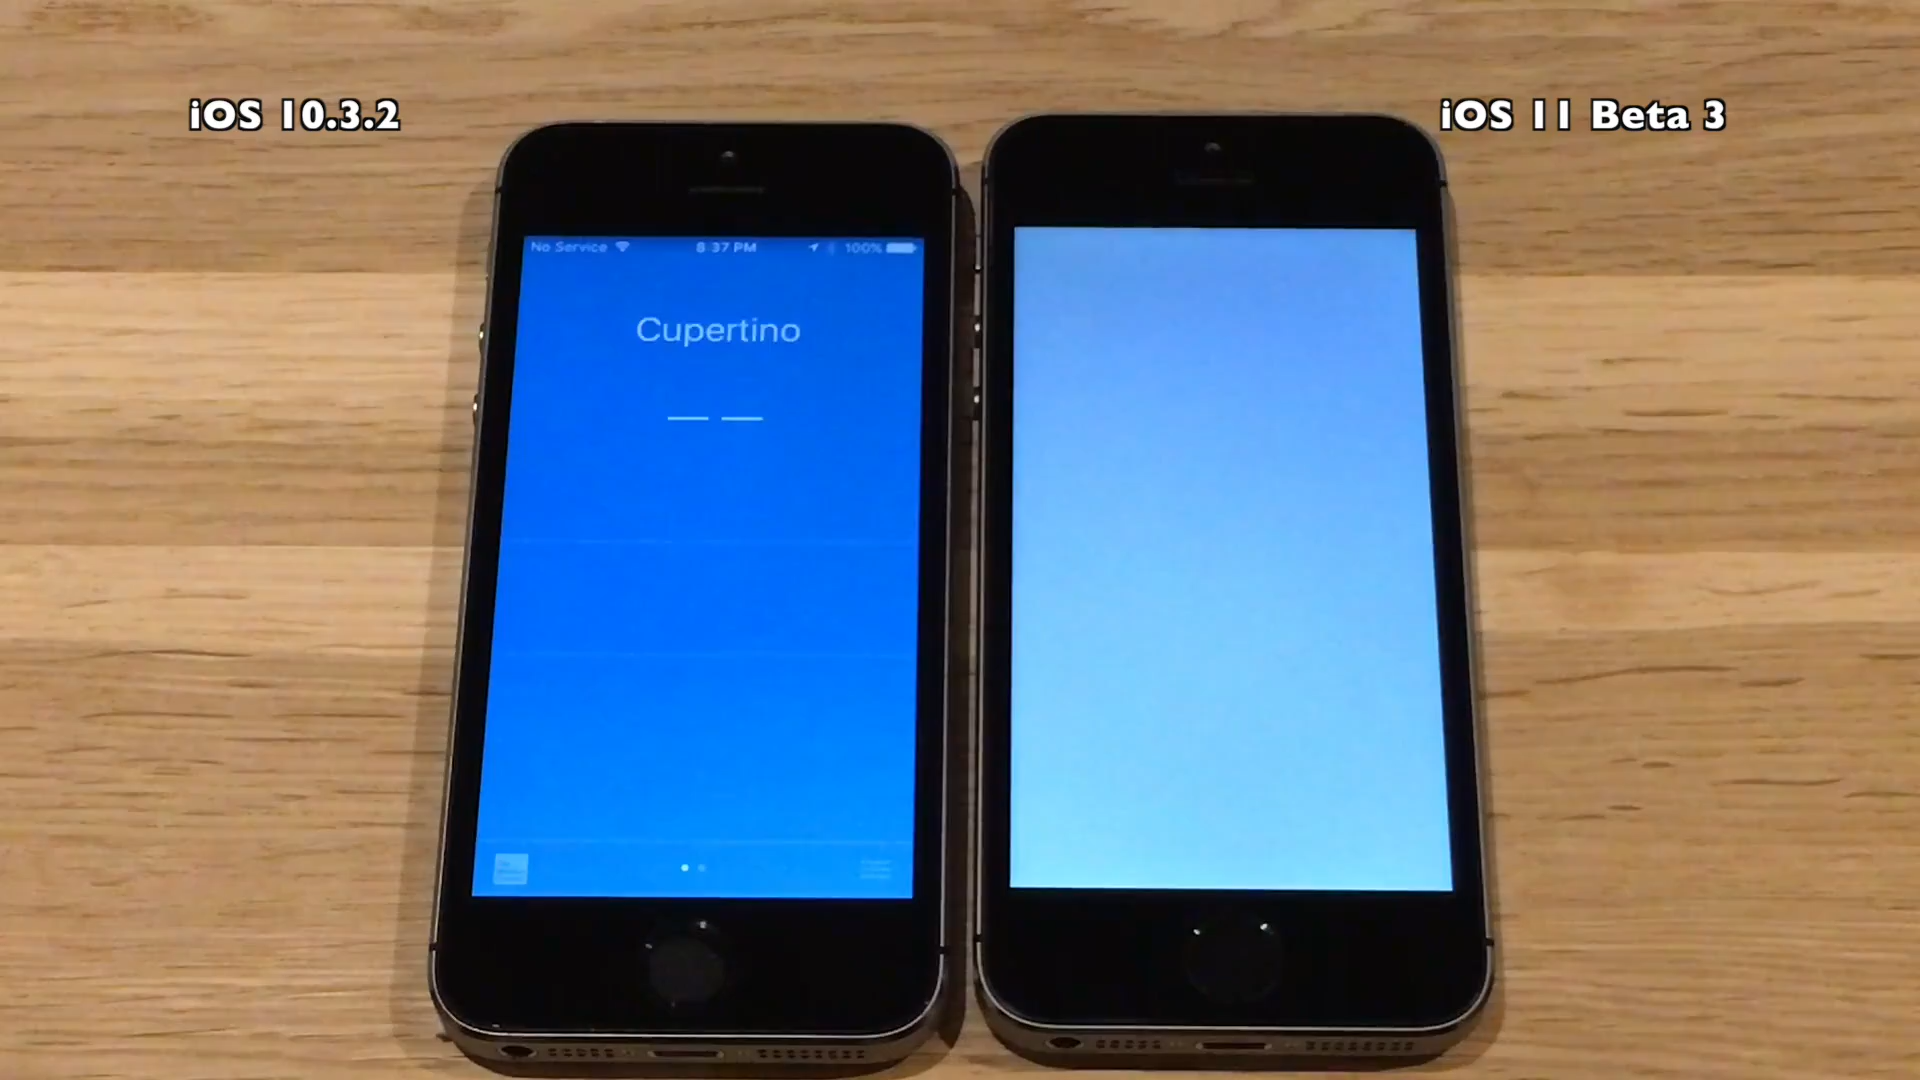 iOS 10.3.2
iOS 11 Beta 3
No Service 8:37 PM 100%
Cupertino
— —